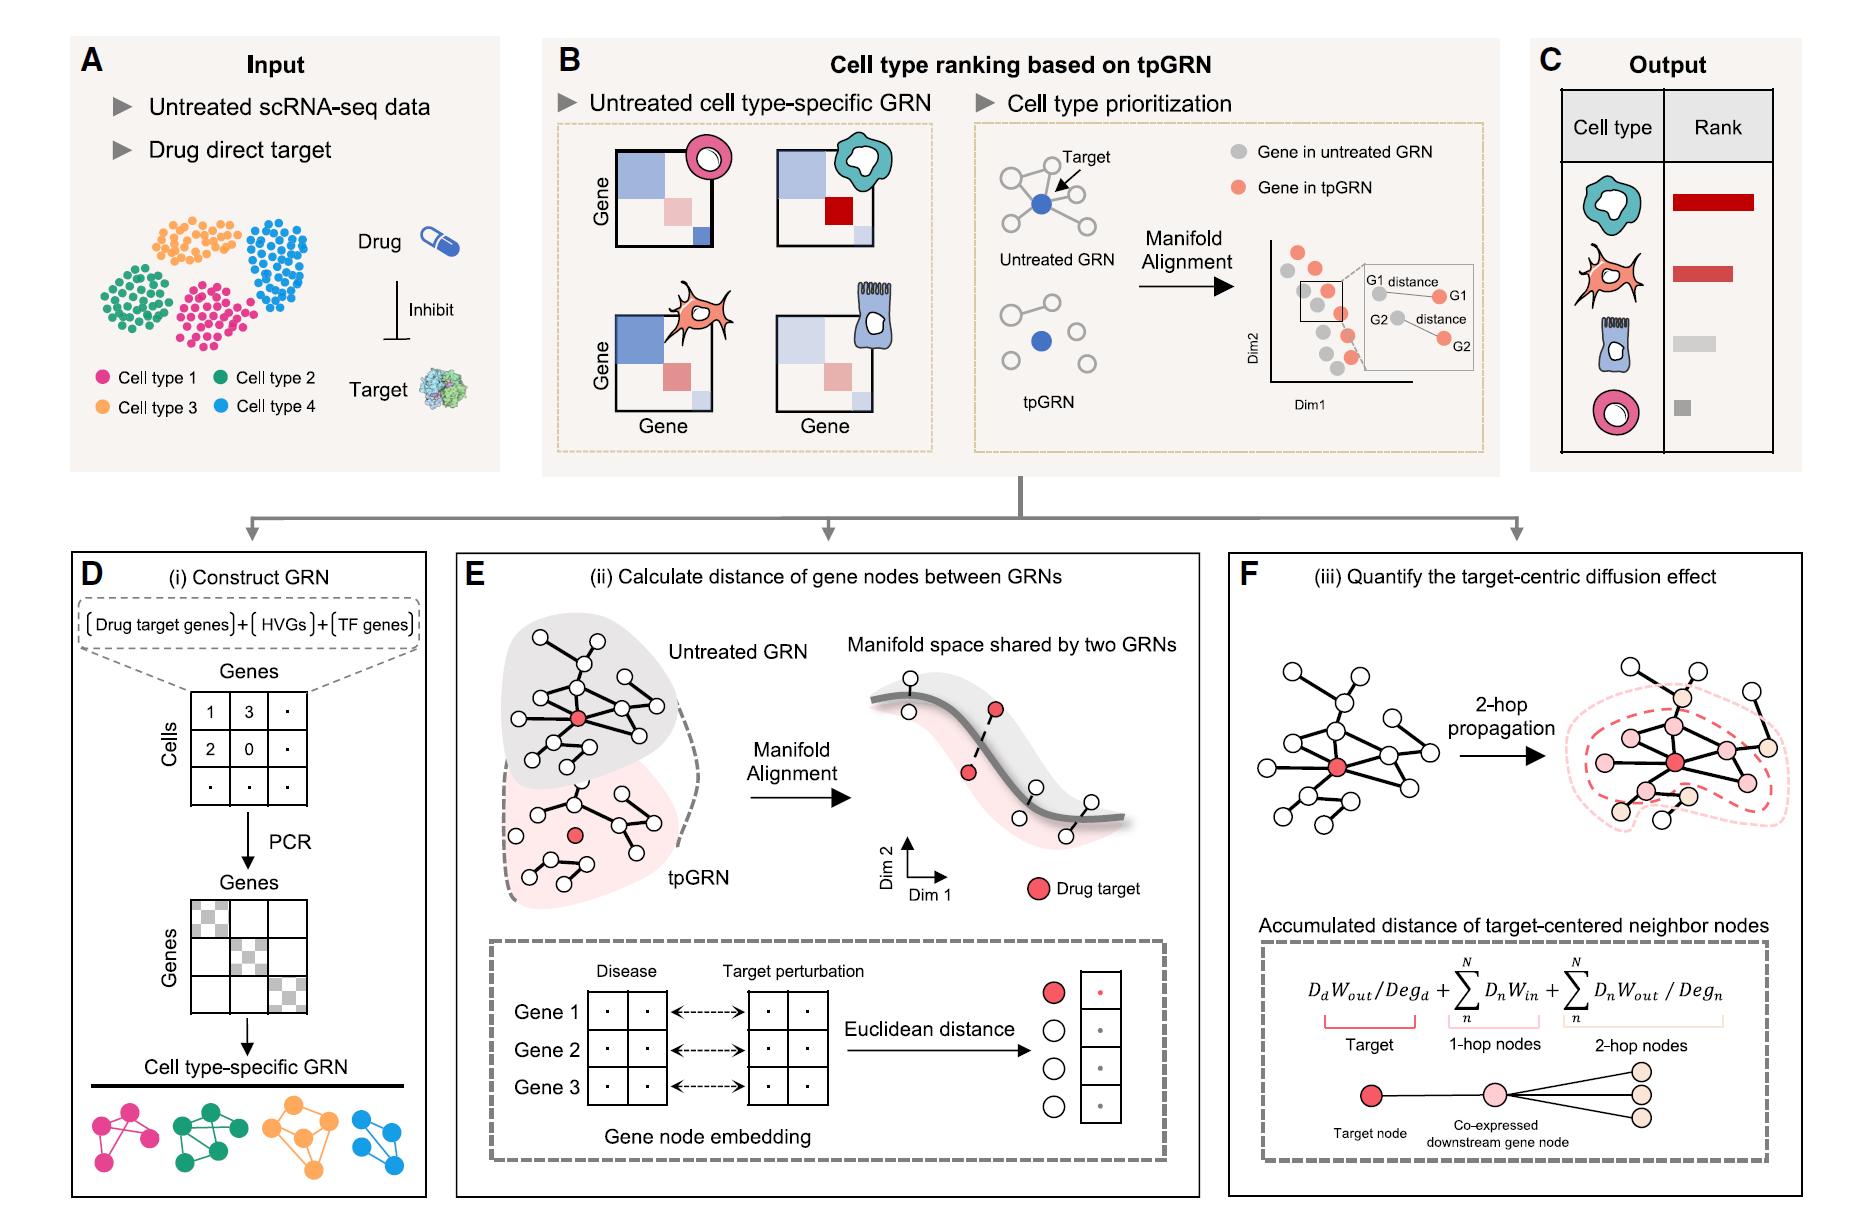 A
Input
Untreated scRNA-seq data
Drug direct target
Drug
Inhibit
Target
Cell type 1
Cell type 2
Cell type 3
Cell type 4
B
Cell type ranking based on tpGRN
Untreated cell type-specific GRN
Gene
Gene
Gene
Gene
Cell type prioritization
Target
Untreated GRN
tpGRN
Manifold
Alignment
Gene in untreated GRN
Gene in tpGRN
G1 distance
G1
G2 distance
G2
Dim2
Dim1
C
Output
Cell type Rank
D
(i) Construct GRN
(Drug target genes)+(HVGs)+(TF genes)
Genes
Cells
1 3 ·
2 0 ·
· · ·
PCR
Genes
Genes
Cell type-specific GRN
E
(ii) Calculate distance of gene nodes between GRNs
Untreated GRN
tpGRN
Manifold
Alignment
Manifold space shared by two GRNs
Dim 2
Dim 1
Drug target
Disease
Target perturbation
Gene 1
Gene 2
Gene 3
Euclidean distance
Gene node embedding
F
(iii) Quantify the target-centric diffusion effect
2-hop
propagation
Accumulated distance of target-centered neighbor nodes
D_d W_out/Deg_d + ∑_n^N D_n W_in + ∑_n^N D_n W_out / Deg_n
Target
1-hop nodes
2-hop nodes
Target node
Co-expressed
downstream gene node